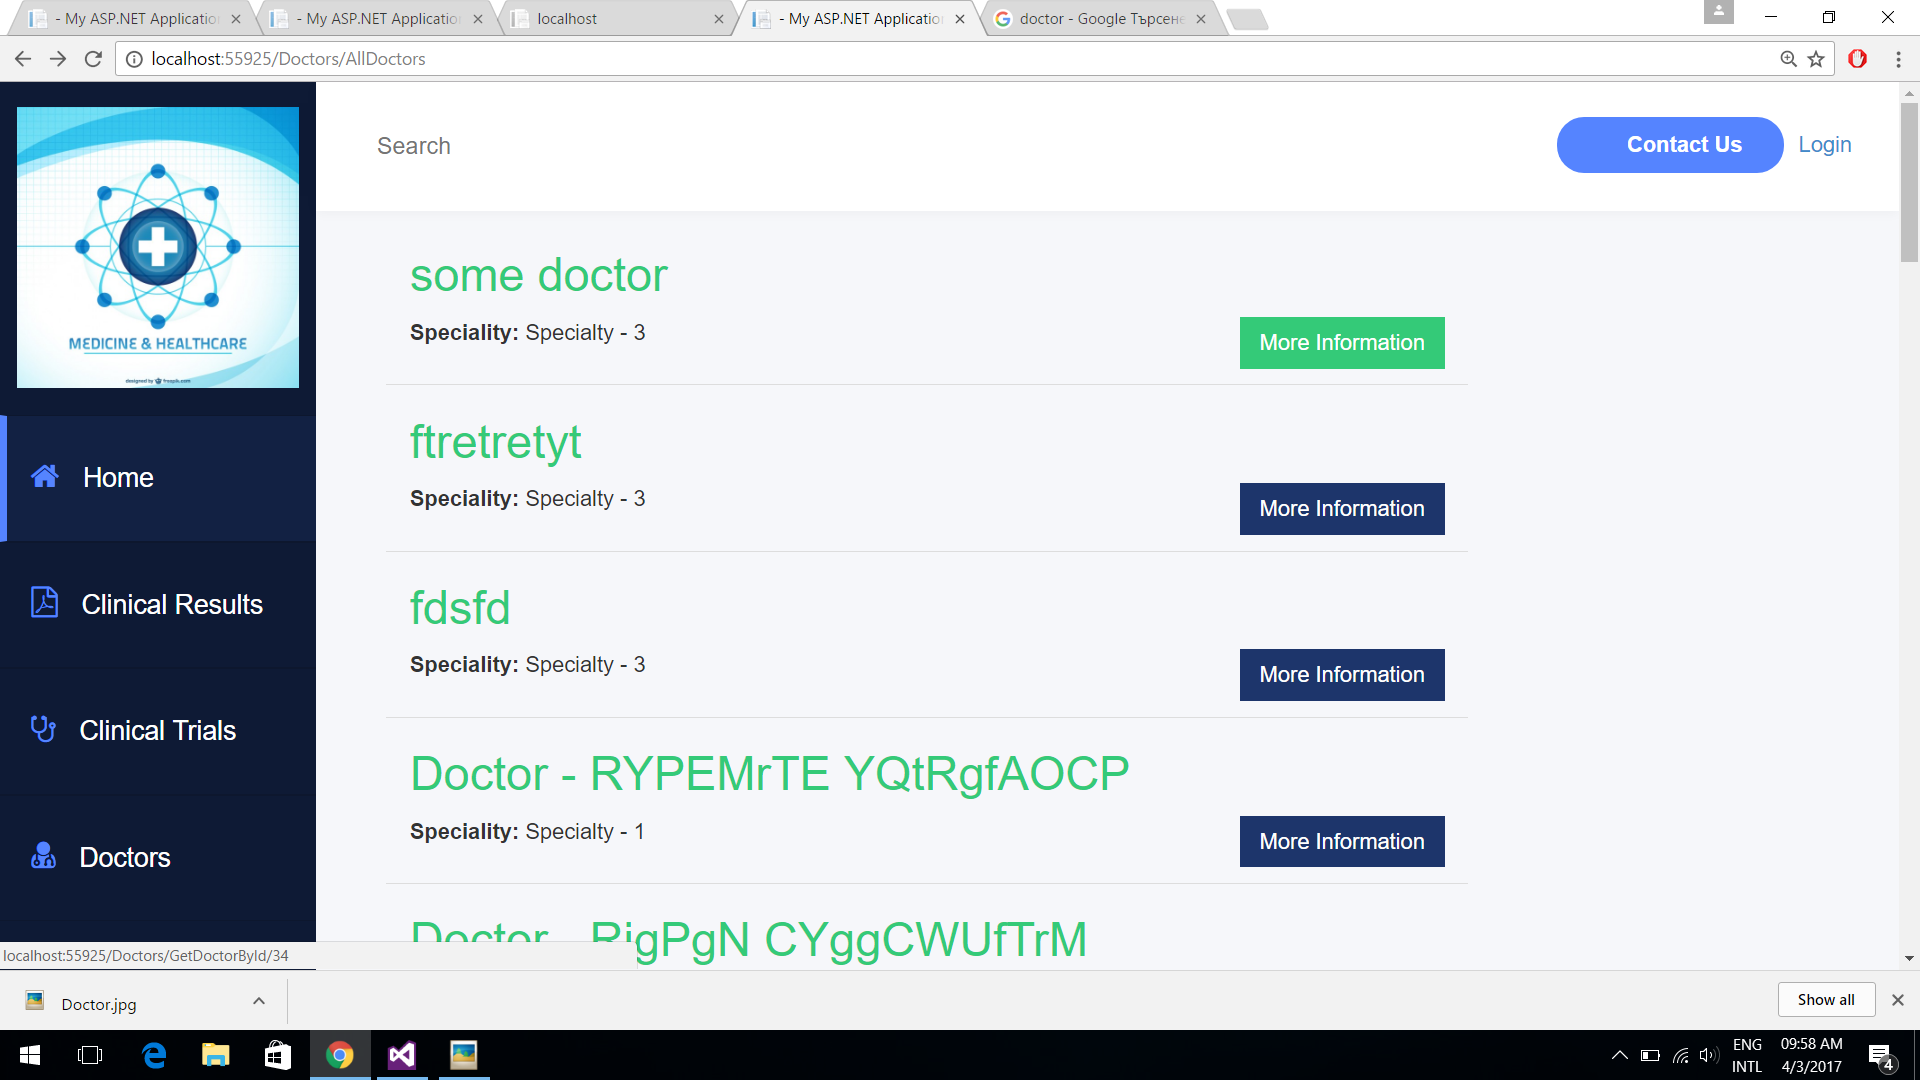 - My ASP.NET Applicatio
- My ASP.NET Applicatio
localhost
- My ASP.NET Applicatio
doctor - Google Търсене
localhost:55925/Doctors/AllDoctors
MEDICINE & HEALTHCARE
designed by freepik.com
Search
Contact Us
Login
some doctor
Speciality: Specialty - 3
More Information
ftretretyt
Speciality: Specialty - 3
More Information
fdsfd
Speciality: Specialty - 3
More Information
Doctor - RYPEMrTE YQtRgfAOCP
Speciality: Specialty - 1
More Information
Doctor - RigPgN CYggCWUfTrM
Home
Clinical Results
Clinical Trials
Doctors
localhost:55925/Doctors/GetDoctorById/34
Doctor.jpg
Show all
ENG
INTL
09:58 AM
4/3/2017
4